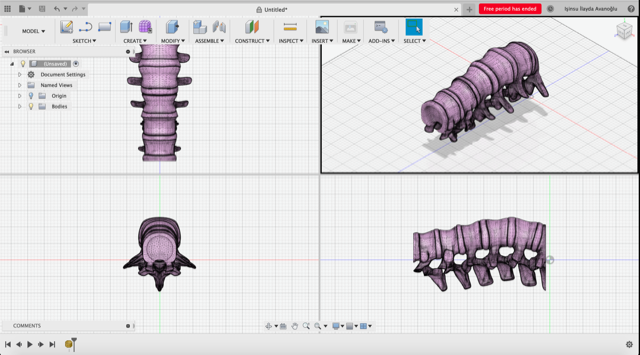 Untitled*
Free period has ended
Işınsu İlayda Avanoğlu
MODEL
SKETCH
CREATE
MODIFY
ASSEMBLE
CONSTRUCT
INSPECT
INSERT
MAKE
ADD-INS
SELECT
BROWSER
(Unsaved)
Document Settings
Named Views
Origin
Bodies
COMMENTS